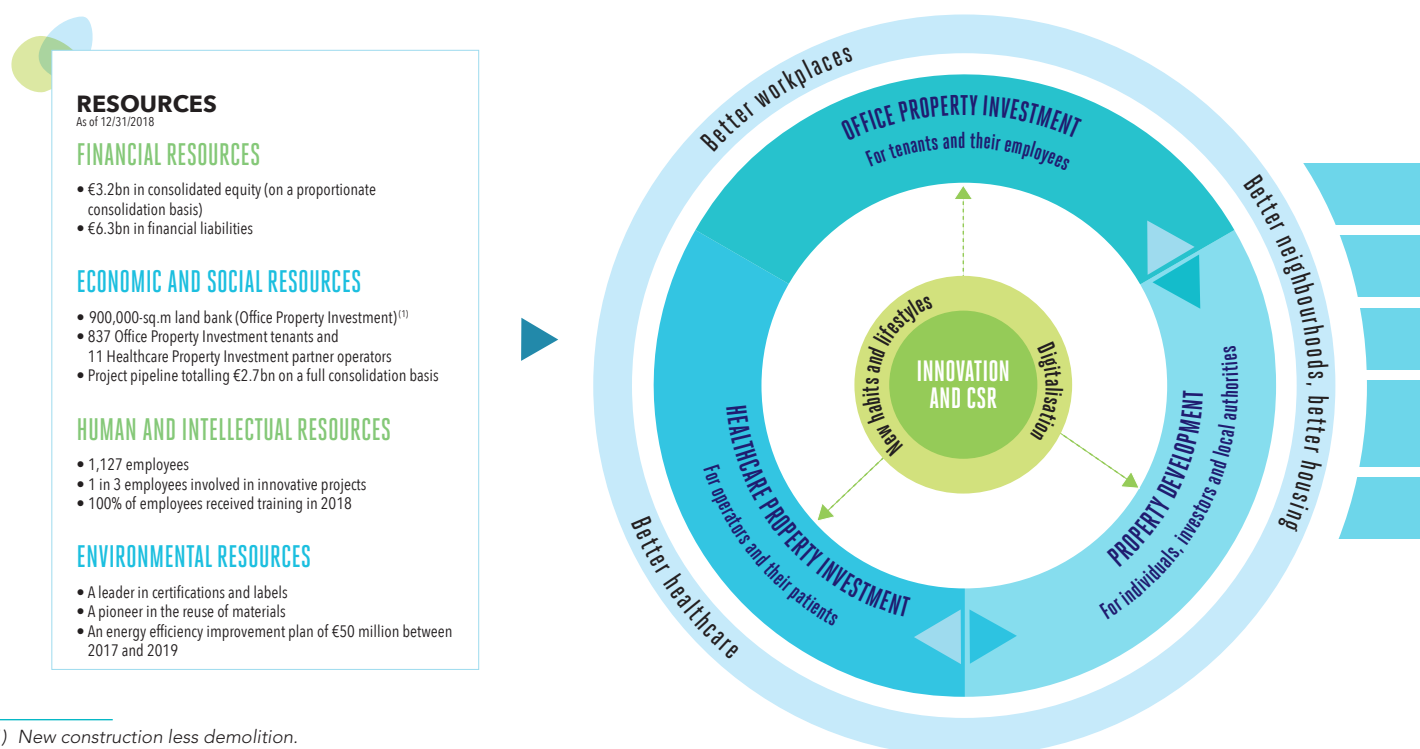 RESOURCES
As of 12/31/2018
FINANCIAL RESOURCES
• €3.2bn in consolidated equity (on a proportionate
consolidation basis)
• €6.3bn in financial liabilities
ECONOMIC AND SOCIAL RESOURCES
• 900,000-sq.m land bank (Office Property Investment)(1)
• 837 Office Property Investment tenants and
11 Healthcare Property Investment partner operators
• Project pipeline totalling €2.7bn on a full consolidation basis
HUMAN AND INTELLECTUAL RESOURCES
• 1,127 employees
• 1 in 3 employees involved in innovative projects
• 100% of employees received training in 2018
ENVIRONMENTAL RESOURCES
• A leader in certifications and labels
• A pioneer in the reuse of materials
• An energy efficiency improvement plan of €50 million between
2017 and 2019
) New construction less demolition.
Better workplaces
OFFICE PROPERTY INVESTMENT
For tenants and their employees
Better neighbourhoods, better housing
PROPERTY DEVELOPMENT
For individuals, investors and local authorities
Better healthcare
HEALTHCARE PROPERTY INVESTMENT
For operators and their patients
New habits and lifestyles
Digitalisation
INNOVATION
AND CSR